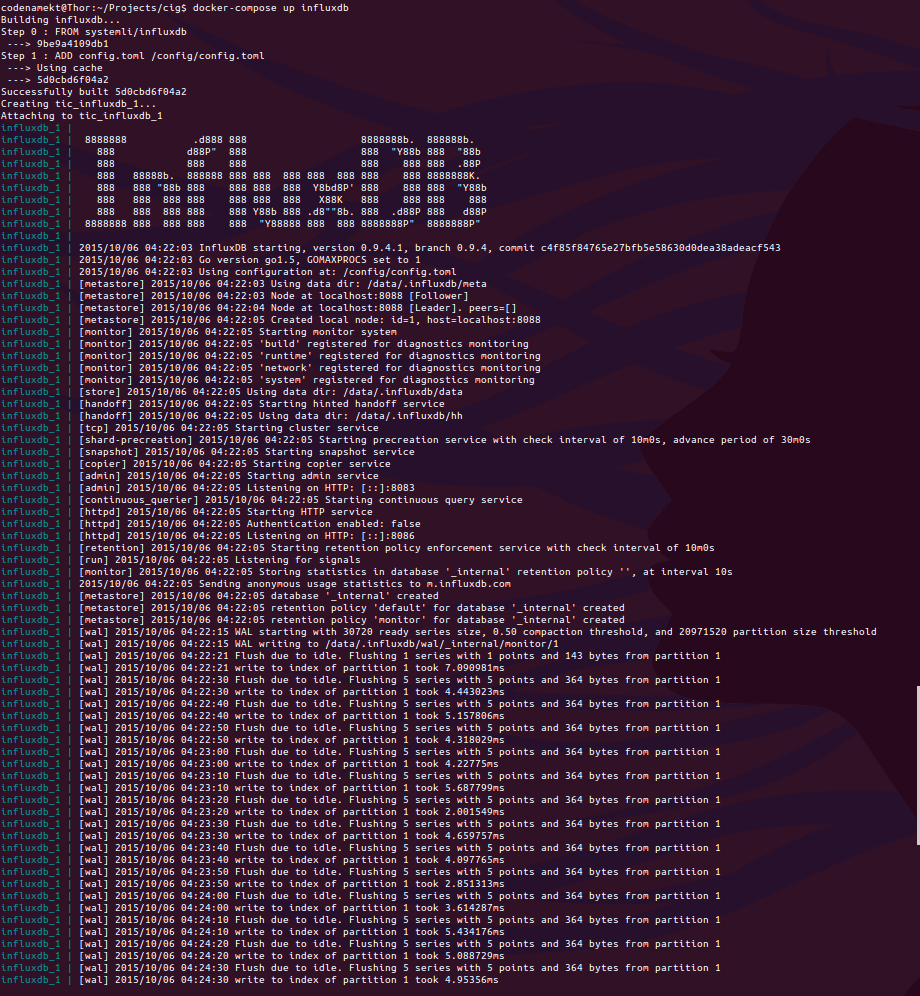 codenamekt@Thor:~/Projects/cig$ docker-compose up influxdb
Building influxdb...
Step 0 : FROM systemli/influxdb
 ---> 9be9a4109db1
Step 1 : ADD config.toml /config/config.toml
 ---> Using cache
 ---> 5d0cbd6f04a2
Successfully built 5d0cbd6f04a2
Creating tic_influxdb_1...
Attaching to tic_influxdb_1
influxdb_1 |
influxdb_1 |  8888888           .d888 888                   8888888b.  888888b.
influxdb_1 |    888            d88P"  888                   888  "Y88b 888  "88b
influxdb_1 |    888            888    888                   888    888 888  .88P
influxdb_1 |    888   88888b.  888888 888 888  888 888  888 888    888 8888888K.
influxdb_1 |    888   888 "88b 888    888 888  888  Y8bd8P' 888    888 888  "Y88b
influxdb_1 |    888   888  888 888    888 888  888   X88K   888    888 888    888
influxdb_1 |    888   888  888 888    888 Y88b 888 .d8""8b. 888  .d88P 888   d88P
influxdb_1 |  8888888 888  888 888    888  "Y88888 888  888 8888888P"  8888888P"
influxdb_1 |
influxdb_1 | 2015/10/06 04:22:03 InfluxDB starting, version 0.9.4.1, branch 0.9.4, commit c4f85f84765e27bfb5e58630d0dea38adeacf543
influxdb_1 | 2015/10/06 04:22:03 Go version go1.5, GOMAXPROCS set to 1
influxdb_1 | 2015/10/06 04:22:03 Using configuration at: /config/config.toml
influxdb_1 | [metastore] 2015/10/06 04:22:03 Using data dir: /data/.influxdb/meta
influxdb_1 | [metastore] 2015/10/06 04:22:03 Node at localhost:8088 [Follower]
influxdb_1 | [metastore] 2015/10/06 04:22:04 Node at localhost:8088 [Leader]. peers=[]
influxdb_1 | [metastore] 2015/10/06 04:22:05 Created local node: id=1, host=localhost:8088
influxdb_1 | [monitor] 2015/10/06 04:22:05 Starting monitor system
influxdb_1 | [monitor] 2015/10/06 04:22:05 'build' registered for diagnostics monitoring
influxdb_1 | [monitor] 2015/10/06 04:22:05 'runtime' registered for diagnostics monitoring
influxdb_1 | [monitor] 2015/10/06 04:22:05 'network' registered for diagnostics monitoring
influxdb_1 | [monitor] 2015/10/06 04:22:05 'system' registered for diagnostics monitoring
influxdb_1 | [store] 2015/10/06 04:22:05 Using data dir: /data/.influxdb/data
influxdb_1 | [handoff] 2015/10/06 04:22:05 Starting hinted handoff service
influxdb_1 | [handoff] 2015/10/06 04:22:05 Using data dir: /data/.influxdb/hh
influxdb_1 | [tcp] 2015/10/06 04:22:05 Starting cluster service
influxdb_1 | [shard-precreation] 2015/10/06 04:22:05 Starting precreation service with check interval of 10m0s, advance period of 30m0s
influxdb_1 | [snapshot] 2015/10/06 04:22:05 Starting snapshot service
influxdb_1 | [copier] 2015/10/06 04:22:05 Starting copier service
influxdb_1 | [admin] 2015/10/06 04:22:05 Starting admin service
influxdb_1 | [admin] 2015/10/06 04:22:05 Listening on HTTP: [::]:8083
influxdb_1 | [continuous_querier] 2015/10/06 04:22:05 Starting continuous query service
influxdb_1 | [httpd] 2015/10/06 04:22:05 Starting HTTP service
influxdb_1 | [httpd] 2015/10/06 04:22:05 Authentication enabled: false
influxdb_1 | [httpd] 2015/10/06 04:22:05 Listening on HTTP: [::]:8086
influxdb_1 | [retention] 2015/10/06 04:22:05 Starting retention policy enforcement service with check interval of 10m0s
influxdb_1 | [run] 2015/10/06 04:22:05 Listening for signals
influxdb_1 | [monitor] 2015/10/06 04:22:05 Storing statistics in database '_internal' retention policy '', at interval 10s
influxdb_1 | 2015/10/06 04:22:05 Sending anonymous usage statistics to m.influxdb.com
influxdb_1 | [metastore] 2015/10/06 04:22:05 database '_internal' created
influxdb_1 | [metastore] 2015/10/06 04:22:05 retention policy 'default' for database '_internal' created
influxdb_1 | [metastore] 2015/10/06 04:22:05 retention policy 'monitor' for database '_internal' created
influxdb_1 | [wal] 2015/10/06 04:22:15 WAL starting with 30720 ready series size, 0.50 compaction threshold, and 20971520 partition size threshold
influxdb_1 | [wal] 2015/10/06 04:22:15 WAL writing to /data/.influxdb/wal/_internal/monitor/1
influxdb_1 | [wal] 2015/10/06 04:22:21 Flush due to idle. Flushing 1 series with 1 points and 143 bytes from partition 1
influxdb_1 | [wal] 2015/10/06 04:22:21 write to index of partition 1 took 7.090981ms
influxdb_1 | [wal] 2015/10/06 04:22:30 Flush due to idle. Flushing 5 series with 5 points and 364 bytes from partition 1
influxdb_1 | [wal] 2015/10/06 04:22:30 write to index of partition 1 took 4.443023ms
influxdb_1 | [wal] 2015/10/06 04:22:40 Flush due to idle. Flushing 5 series with 5 points and 364 bytes from partition 1
influxdb_1 | [wal] 2015/10/06 04:22:40 write to index of partition 1 took 5.157806ms
influxdb_1 | [wal] 2015/10/06 04:22:50 Flush due to idle. Flushing 5 series with 5 points and 364 bytes from partition 1
influxdb_1 | [wal] 2015/10/06 04:22:50 write to index of partition 1 took 4.318029ms
influxdb_1 | [wal] 2015/10/06 04:23:00 Flush due to idle. Flushing 5 series with 5 points and 364 bytes from partition 1
influxdb_1 | [wal] 2015/10/06 04:23:00 write to index of partition 1 took 4.22775ms
influxdb_1 | [wal] 2015/10/06 04:23:10 Flush due to idle. Flushing 5 series with 5 points and 364 bytes from partition 1
influxdb_1 | [wal] 2015/10/06 04:23:10 write to index of partition 1 took 5.687799ms
influxdb_1 | [wal] 2015/10/06 04:23:20 Flush due to idle. Flushing 5 series with 5 points and 364 bytes from partition 1
influxdb_1 | [wal] 2015/10/06 04:23:20 write to index of partition 1 took 2.001549ms
influxdb_1 | [wal] 2015/10/06 04:23:30 Flush due to idle. Flushing 5 series with 5 points and 364 bytes from partition 1
influxdb_1 | [wal] 2015/10/06 04:23:30 write to index of partition 1 took 4.659757ms
influxdb_1 | [wal] 2015/10/06 04:23:40 Flush due to idle. Flushing 5 series with 5 points and 364 bytes from partition 1
influxdb_1 | [wal] 2015/10/06 04:23:40 write to index of partition 1 took 4.097765ms
influxdb_1 | [wal] 2015/10/06 04:23:50 Flush due to idle. Flushing 5 series with 5 points and 364 bytes from partition 1
influxdb_1 | [wal] 2015/10/06 04:23:50 write to index of partition 1 took 2.851313ms
influxdb_1 | [wal] 2015/10/06 04:24:00 Flush due to idle. Flushing 5 series with 5 points and 364 bytes from partition 1
influxdb_1 | [wal] 2015/10/06 04:24:00 write to index of partition 1 took 3.614287ms
influxdb_1 | [wal] 2015/10/06 04:24:10 Flush due to idle. Flushing 5 series with 5 points and 364 bytes from partition 1
influxdb_1 | [wal] 2015/10/06 04:24:10 write to index of partition 1 took 5.434176ms
influxdb_1 | [wal] 2015/10/06 04:24:20 Flush due to idle. Flushing 5 series with 5 points and 364 bytes from partition 1
influxdb_1 | [wal] 2015/10/06 04:24:20 write to index of partition 1 took 5.088729ms
influxdb_1 | [wal] 2015/10/06 04:24:30 Flush due to idle. Flushing 5 series with 5 points and 364 bytes from partition 1
influxdb_1 | [wal] 2015/10/06 04:24:30 write to index of partition 1 took 4.95356ms